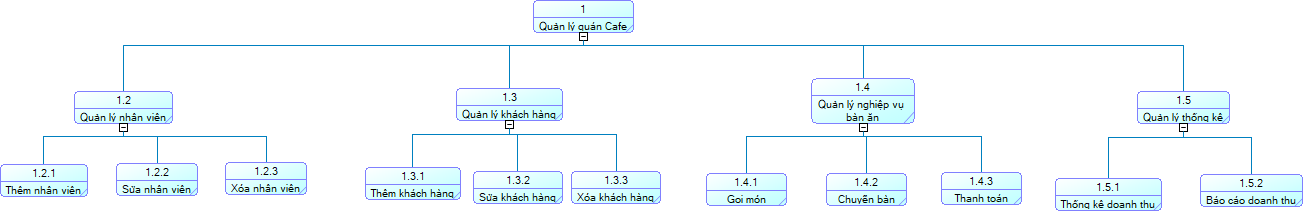 1
Quản lý quán Cafe
1.2
Quản lý nhân viên
1.3
Quản lý khách hàng
1.4
Quản lý nghiệp vụ
bàn ăn
1.5
Quản lý thống kê
1.2.1
Thêm nhân viên
1.2.2
Sữa nhân viên
1.2.3
Xóa nhân viên
1.3.1
Thêm khách hàng
1.3.2
Sữa khách hàng
1.3.3
Xóa khách hàng
1.4.1
Gọi món
1.4.2
Chuyễn bàn
1.4.3
Thanh toán
1.5.1
Thống kê doanh thu
1.5.2
Báo cáo doanh thu